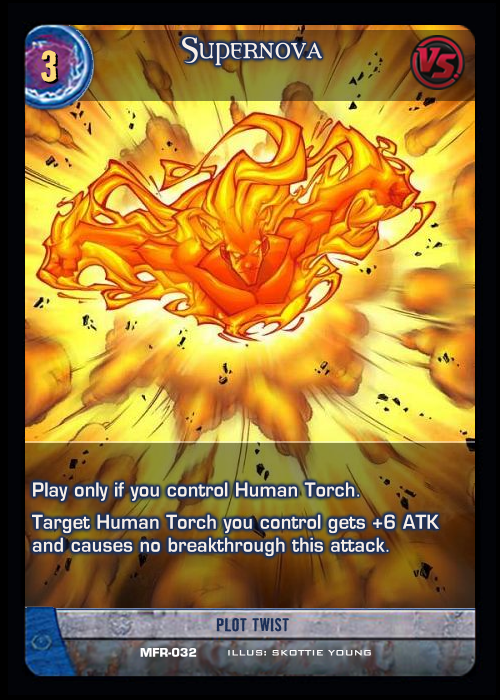 3
Supernova
VS
Play only if you control Human Torch.
Target Human Torch you control gets +6 ATK
and causes no breakthrough this attack.
PLOT TWIST
MFR-032 ILLUS: SKOTTIE YOUNG